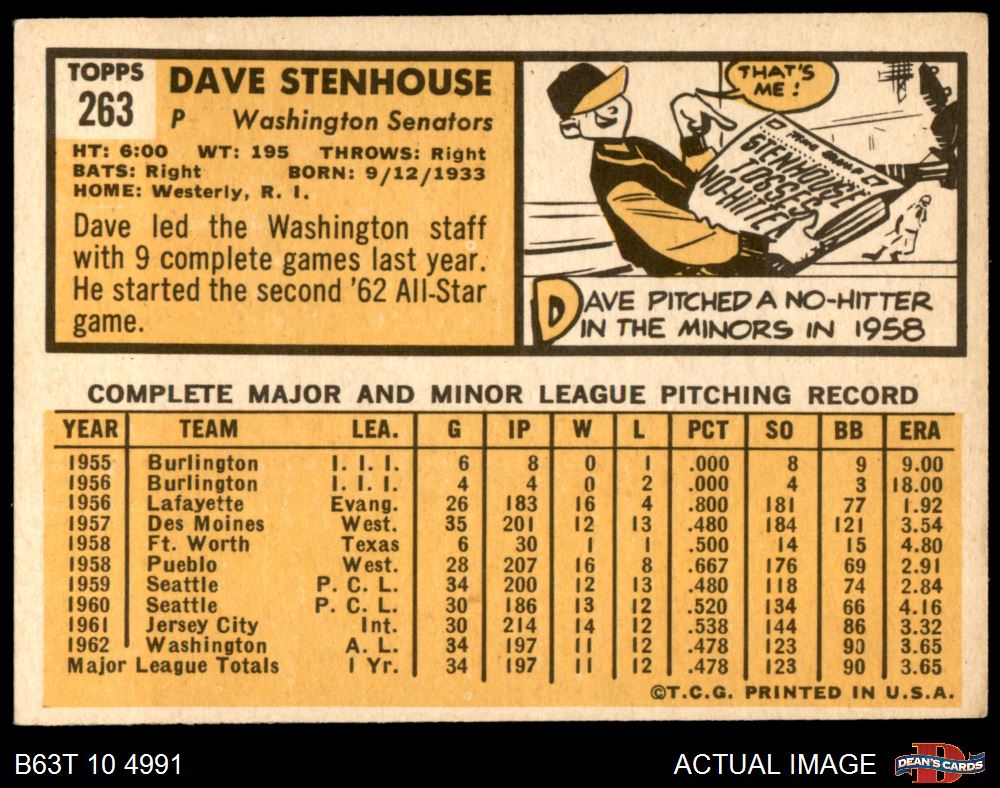 TOPPS
263
DAVE STENHOUSE
P Washington Senators
HT: 6:00 WT: 195 THROWS: Right
BATS: Right BORN: 9/12/1933
HOME: Westerly, R. I.
Dave led the Washington staff
with 9 complete games last year.
He started the second '62 All-Star
game.
THAT'S
ME!
STENHOUSE
TOSSES
NO-HITTER
DAVE PITCHED A NO-HITTER
IN THE MINORS IN 1958
COMPLETE MAJOR AND MINOR LEAGUE PITCHING RECORD
YEAR TEAM LEA. G IP W L PCT SO BB ERA
1955 Burlington I. I. I. 6 8 0 1 .000 8 9 9.00
1956 Burlington I. I. I. 4 4 0 2 .000 4 3 18.00
1956 Lafayette Evang. 26 183 16 4 .800 181 77 1.92
1957 Des Moines West. 35 201 12 13 .480 184 121 3.54
1958 Ft. Worth Texas 6 30 1 1 .500 14 15 4.80
1958 Pueblo West. 28 207 16 8 .667 176 69 2.91
1959 Seattle P. C. L. 34 200 12 13 .480 118 74 2.84
1960 Seattle P. C. L. 30 186 13 12 .520 134 66 4.16
1961 Jersey City Int. 30 214 14 12 .538 144 86 3.32
1962 Washington A. L. 34 197 11 12 .478 123 90 3.65
Major League Totals 1 Yr. 34 197 11 12 .478 123 90 3.65
©T.C.G. PRINTED IN U.S.A.
B63T 10 4991
ACTUAL IMAGE
DEAN'S CARDS